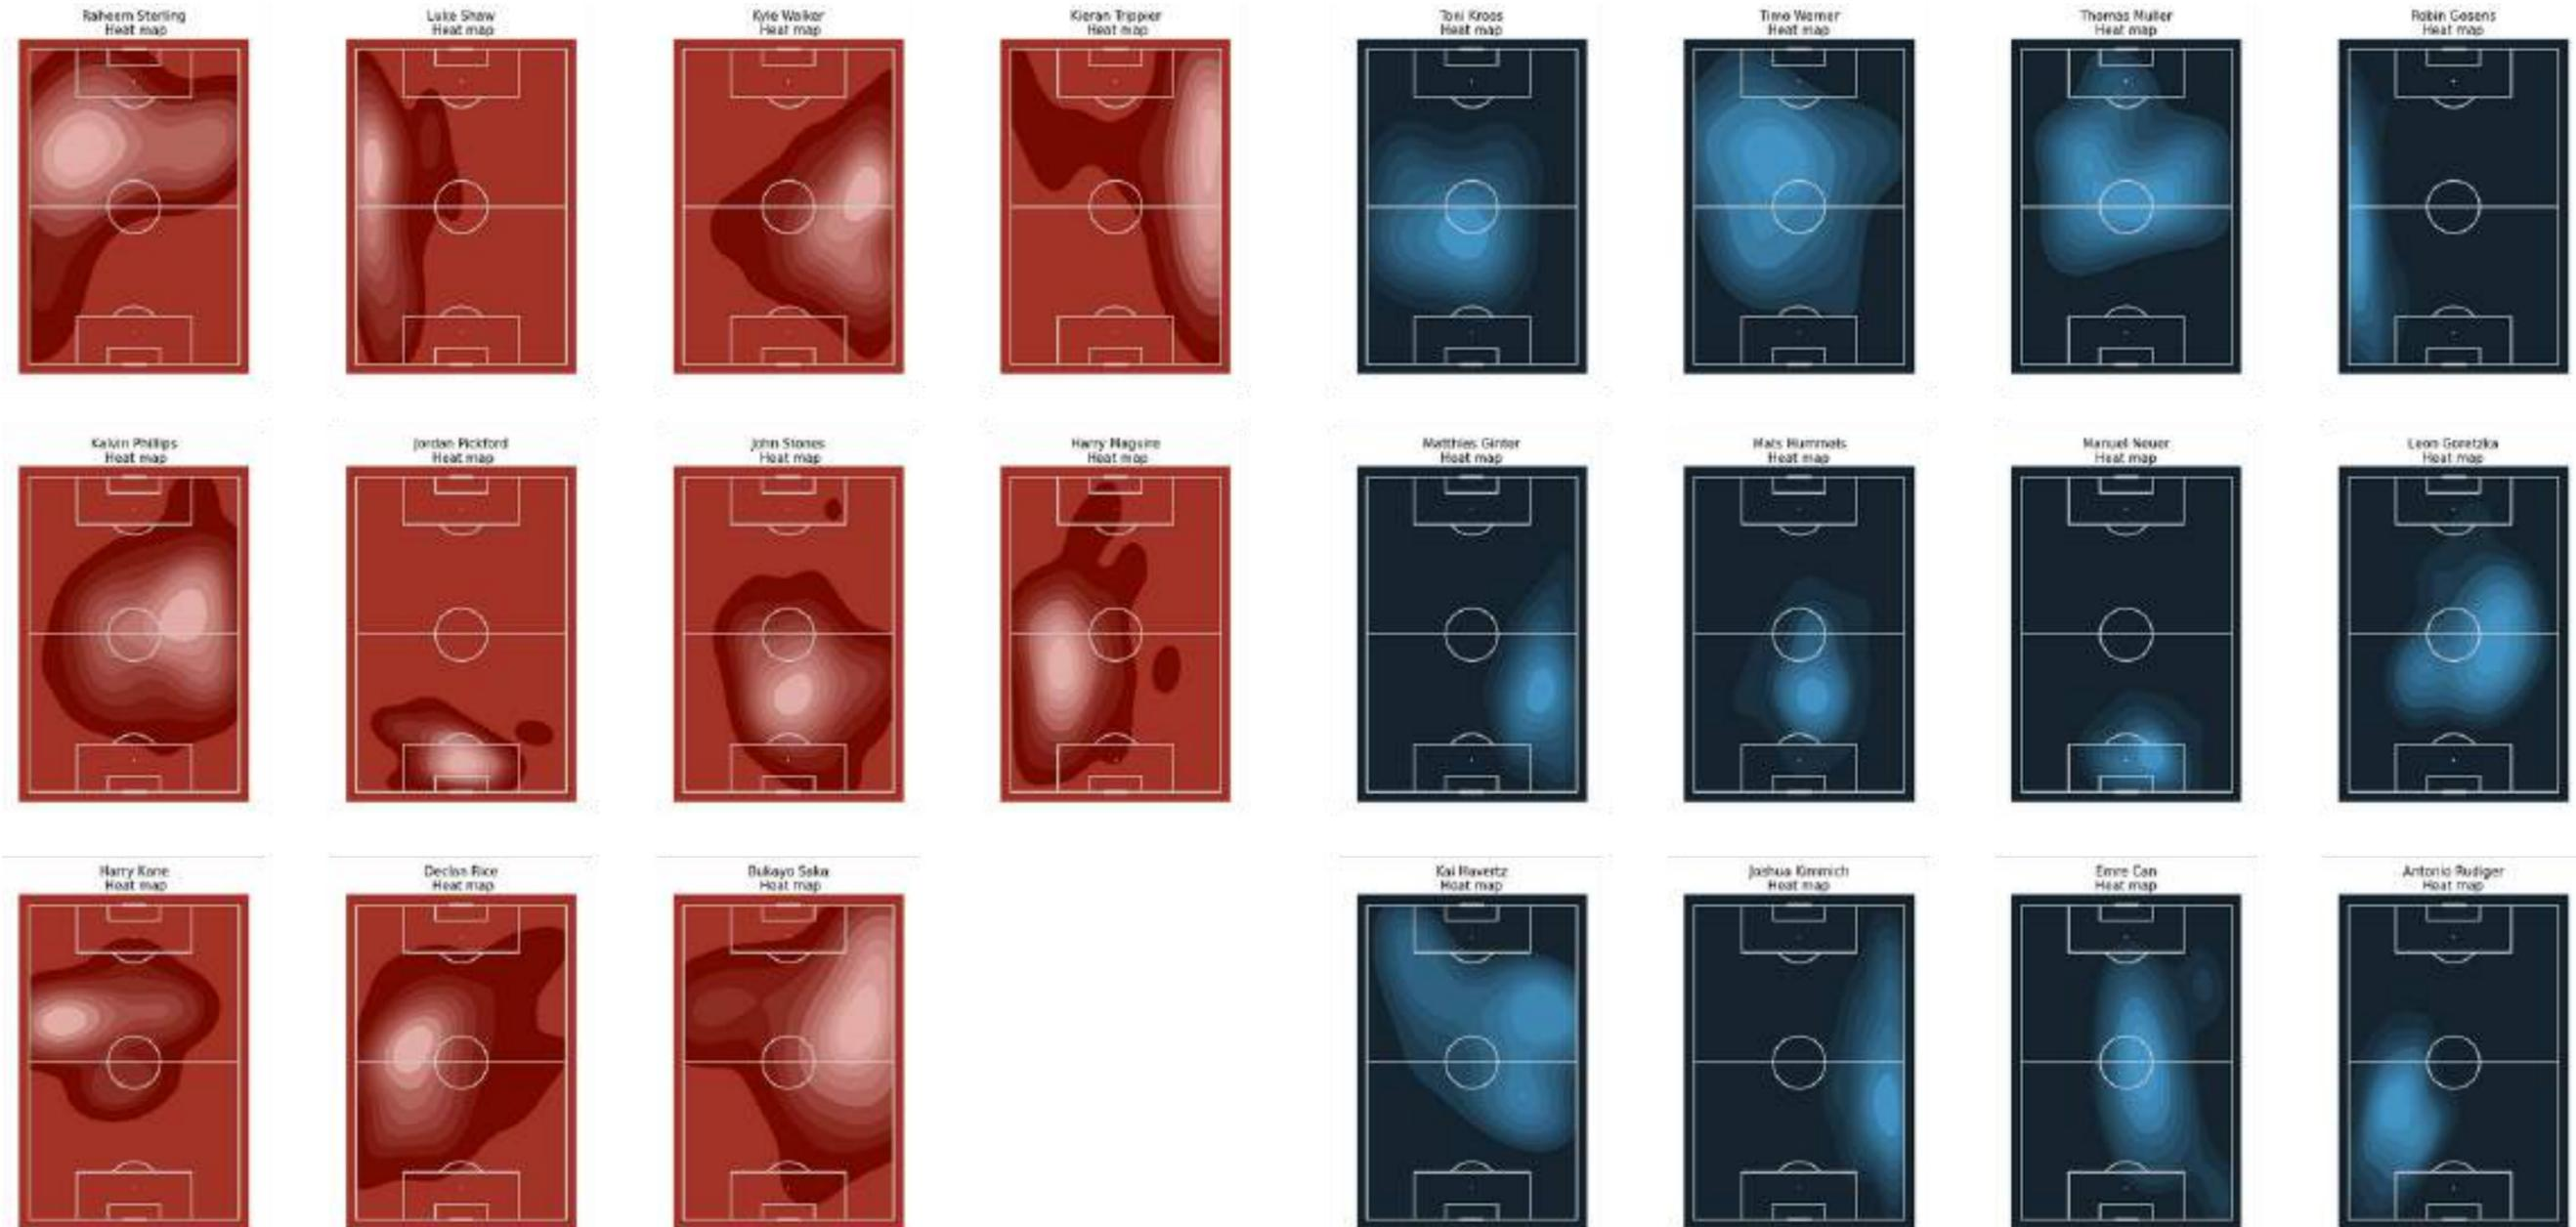 Raheem Sterling
Heat map
Luke Shaw
Heat map
Kyle Walker
Heat map
Kieran Trippier
Heat map
Toni Kroos
Heat map
Timo Werner
Heat map
Thomas Muller
Heat map
Robin Gosens
Heat map
Kalvin Phillips
Heat map
Jordan Pickford
Heat map
John Stones
Heat map
Harry Maguire
Heat map
Matthias Ginter
Heat map
Mats Hummels
Heat map
Manuel Neuer
Heat map
Leon Goretzka
Heat map
Harry Kane
Heat map
Declan Rice
Heat map
Bukayo Saka
Heat map
Kai Havertz
Heat map
Joshua Kimmich
Heat map
Emre Can
Heat map
Antonio Rudiger
Heat map